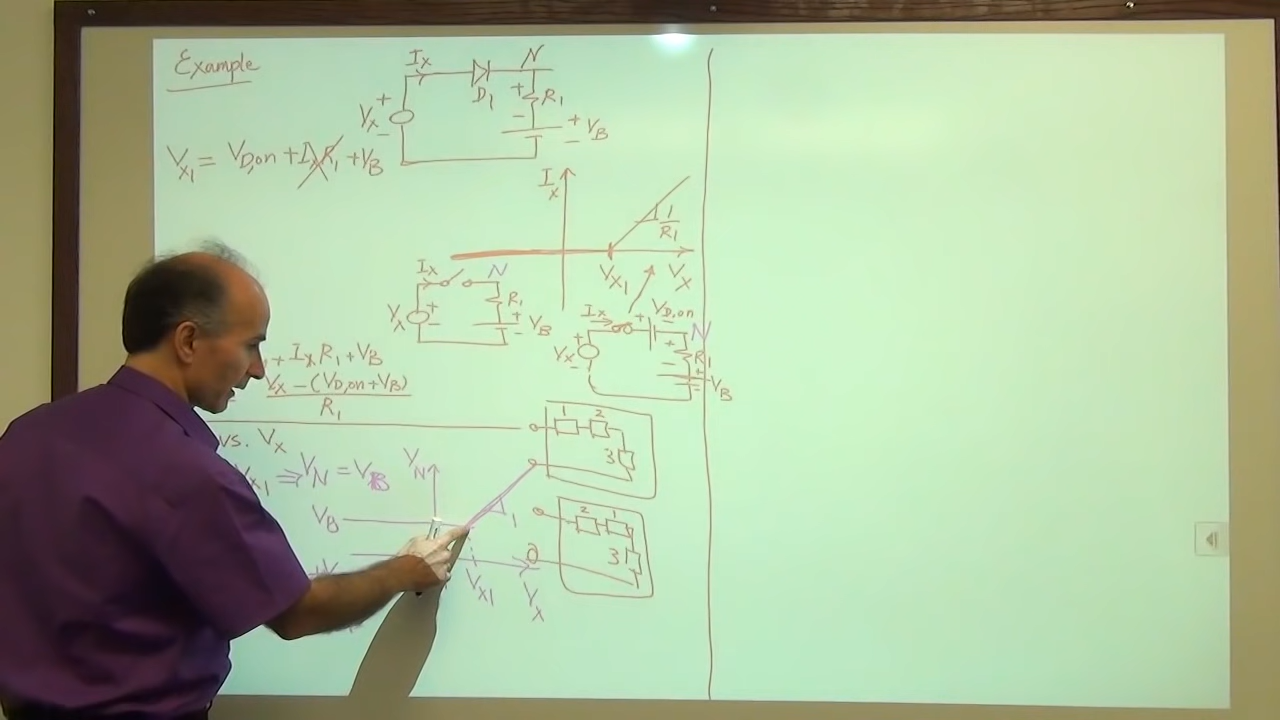 Example
Ix
N
+
Vx
-
D1
+
R1
-
+ VB
-
Vx1 = VD,on + IxR1 + VB
Ix
1
R1
Vx1
Vx
Ix
N
R1
Vx
+
-
+
- VB
Ix
+ VD,on
N
+
Vx
-
+
- R1
+
- VB
+ IxR1 + VB
Vx - (VD,on + VB)
R1
1 2
3
vs. Vx
x1 ⇒ VN = VB
VN
VB
1
Vx1
Vx
2 1
3